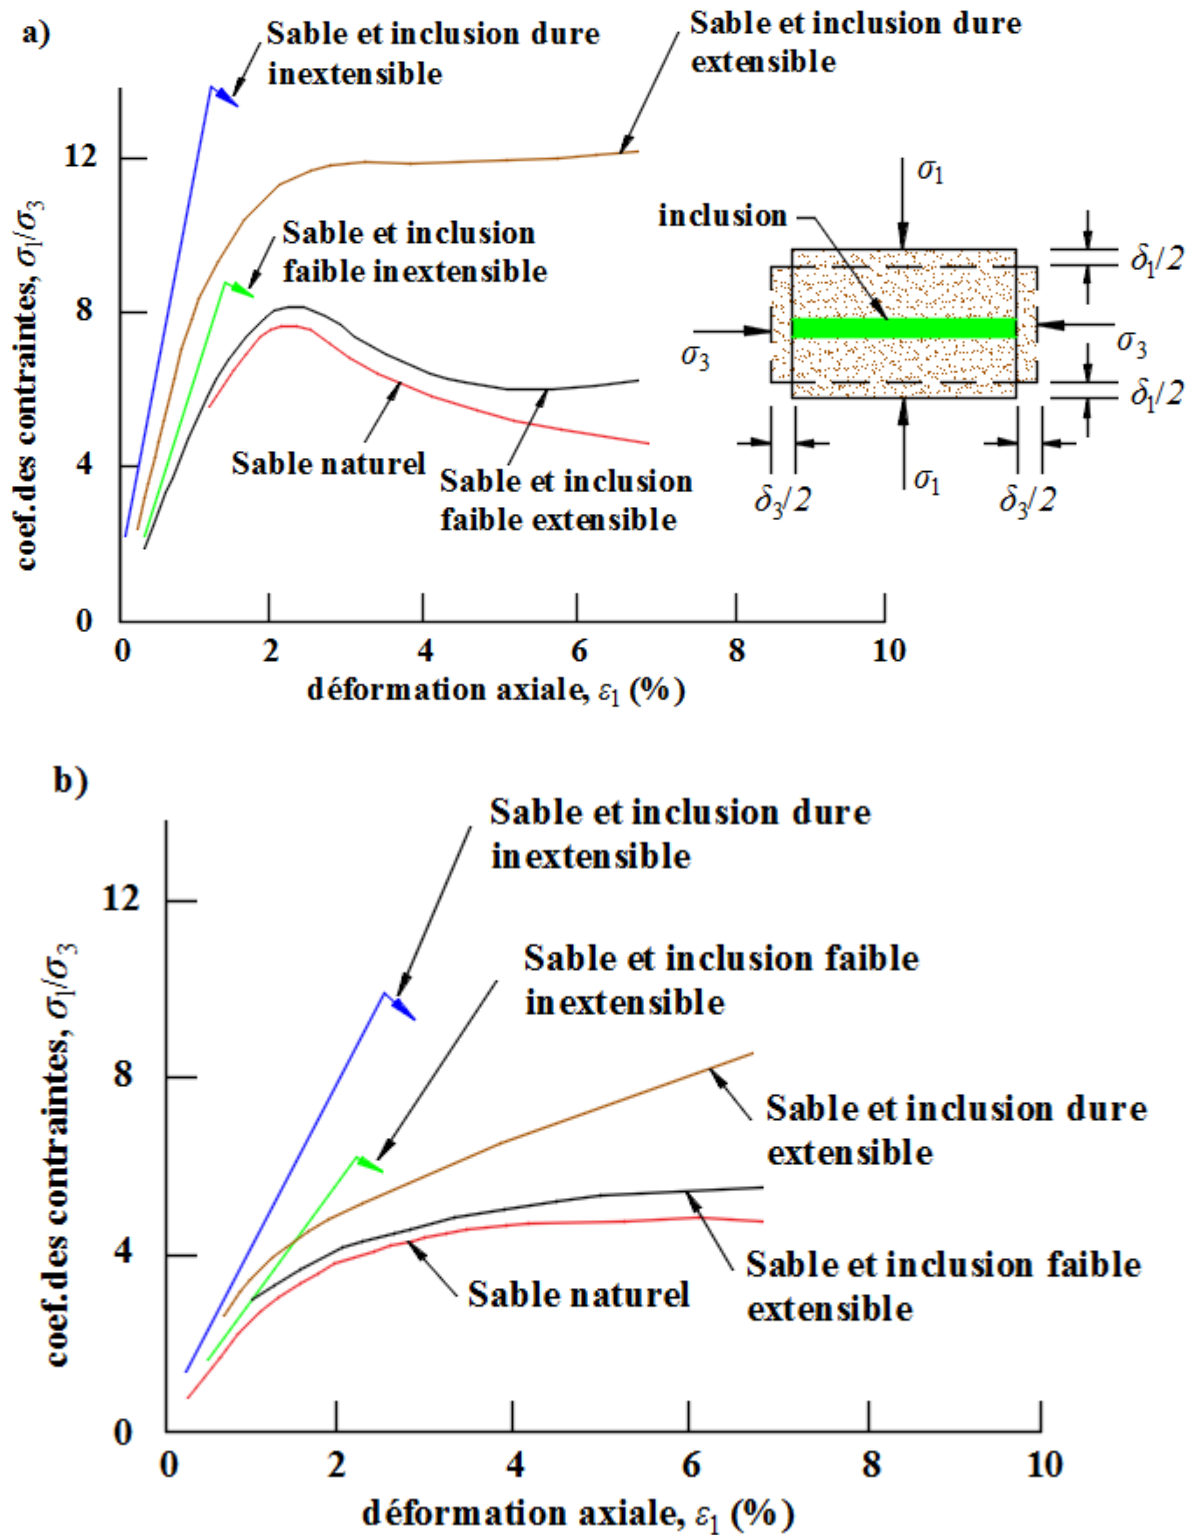 a)
Sable et inclusion dure
inextensible
Sable et inclusion dure
extensible
12
8
4
0
coef.des contraintes, σ1/σ3
Sable et inclusion
faible inextensible
Sable naturel
Sable et inclusion
faible extensible
0 2 4 6 8 10
déformation axiale, ε1 (%)
inclusion
σ1
δ1/2
σ3
σ3
δ1/2
σ1
δ3/2
δ3/2
b)
Sable et inclusion dure
inextensible
12
8
4
0
coef.des contraintes, σ1/σ3
Sable et inclusion faible
inextensible
Sable et inclusion dure
extensible
Sable naturel
Sable et inclusion faible
extensible
0 2 4 6 8 10
déformation axiale, ε1 (%)